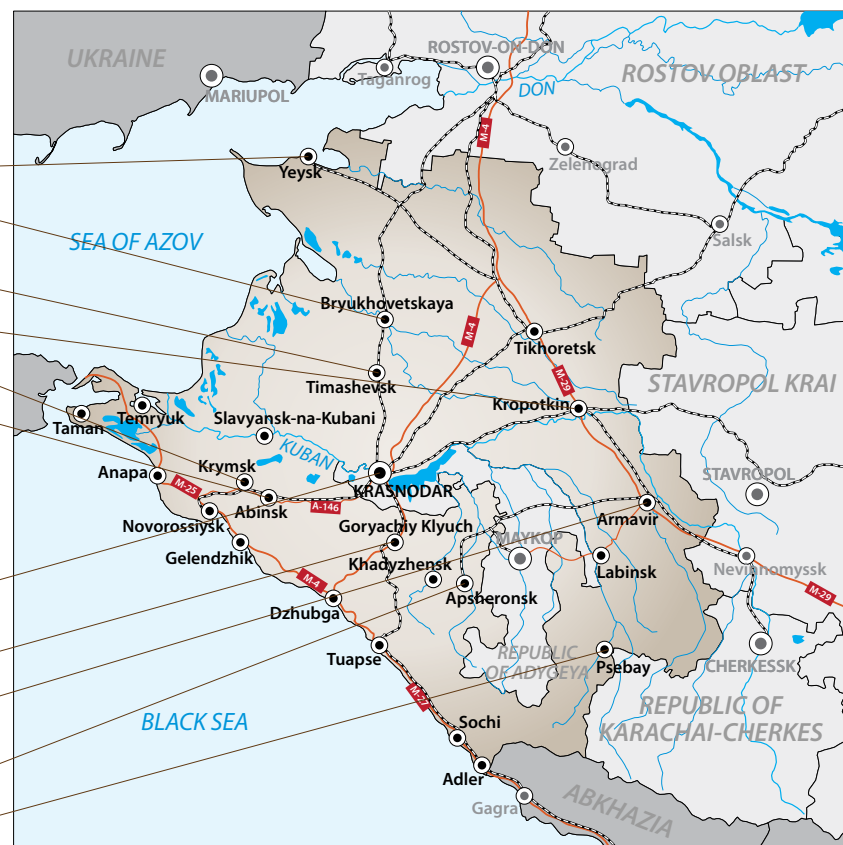 UKRAINE
ROSTOV-ON-DON
Taganrog
ROSTOV OBLAST
MARIUPOL
DON
M-4
Zelenograd
Yeysk
Salsk
SEA OF AZOV
Bryukhovetskaya
M-4
Tikhoretsk
Timashevsk
M-29
STAVROPOL KRAI
Kropotkin
Temryuk
Taman
Slavyansk-na-Kubani
KUBAN
Anapa
Krymsk
STAVROPOL
M-25
KRASNODAR
Abinsk
A-146
Novorossiysk
Armavir
Goryachiy Klyuch
MAYKOP
Gelendzhik
Khadyzhensk
Labinsk
Nevinnomyssk
M-4
Apsheronsk
M-29
Dzhubga
Tuapse
REPUBLIC
OF ADYGEYA
Psebay
CHERKESSK
M-27
REPUBLIC OF
KARACHAI-CHERKES
BLACK SEA
Sochi
Adler
Gagra
ABKHAZIA